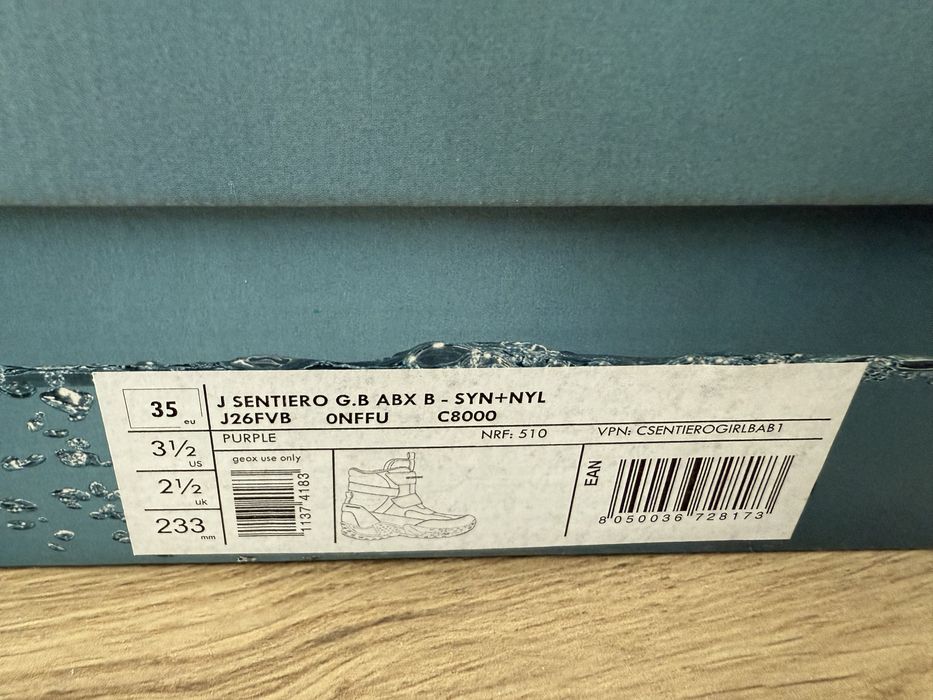 35 eu
3½ US
2½ uk
233 mm
J SENTIERO G.B ABX B - SYN+NYL
J26FVB 0NFFU C8000
PURPLE NRF: 510 VPN: CSENTIEROGIRLBAB1
geox use only
1137 4183
EAN
8 050036 728173